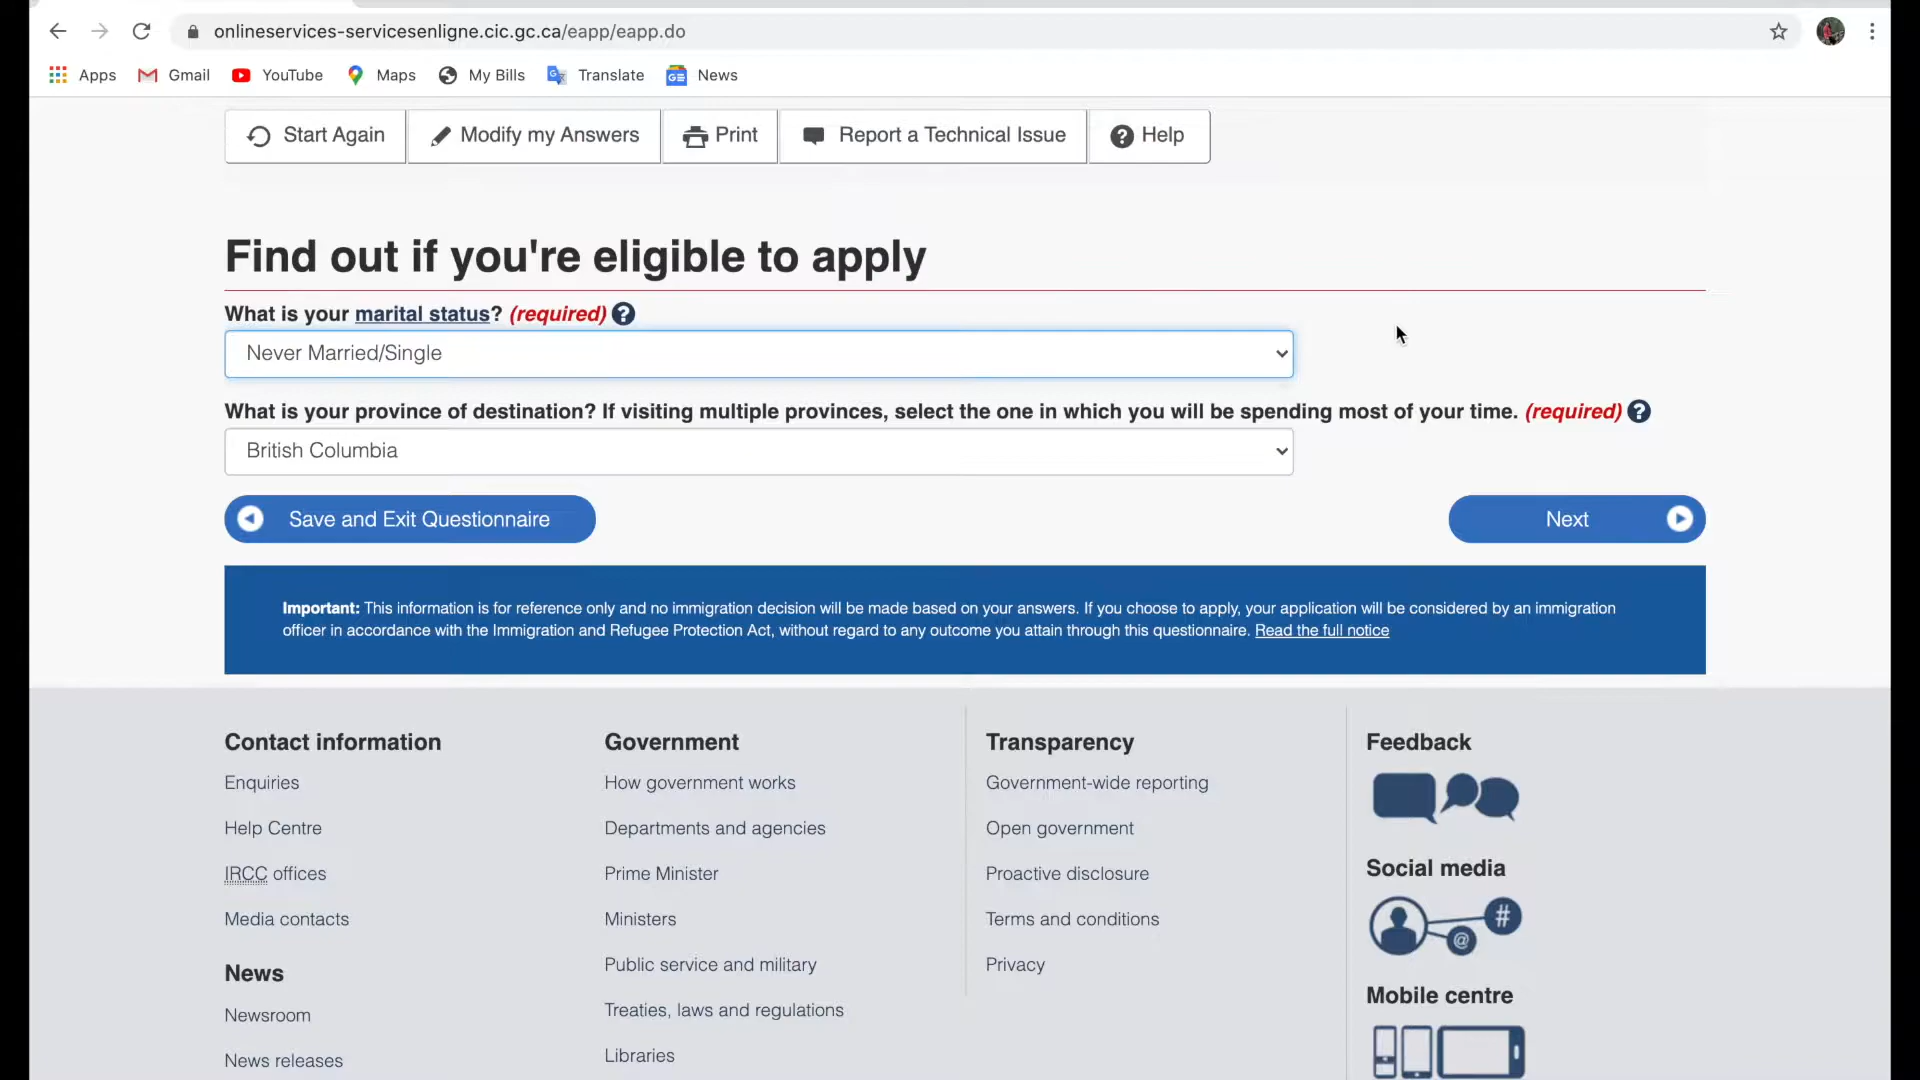 onlineservices-servicesenligne.cic.gc.ca/eapp/eapp.do
Apps Gmail YouTube Maps My Bills Translate News
Start Again Modify my Answers Print Report a Technical Issue Help
Find out if you're eligible to apply
What is your marital status? (required)
Never Married/Single
What is your province of destination? If visiting multiple provinces, select the one in which you will be spending most of your time. (required)
British Columbia
Save and Exit Questionnaire
Next
Important: This information is for reference only and no immigration decision will be made based on your answers. If you choose to apply, your application will be considered by an immigration
officer in accordance with the Immigration and Refugee Protection Act, without regard to any outcome you attain through this questionnaire. Read the full notice
Contact information
Enquiries
Help Centre
IRCC offices
Media contacts
News
Newsroom
News releases
Government
How government works
Departments and agencies
Prime Minister
Ministers
Public service and military
Treaties, laws and regulations
Libraries
Transparency
Government-wide reporting
Open government
Proactive disclosure
Terms and conditions
Privacy
Feedback
Social media
Mobile centre